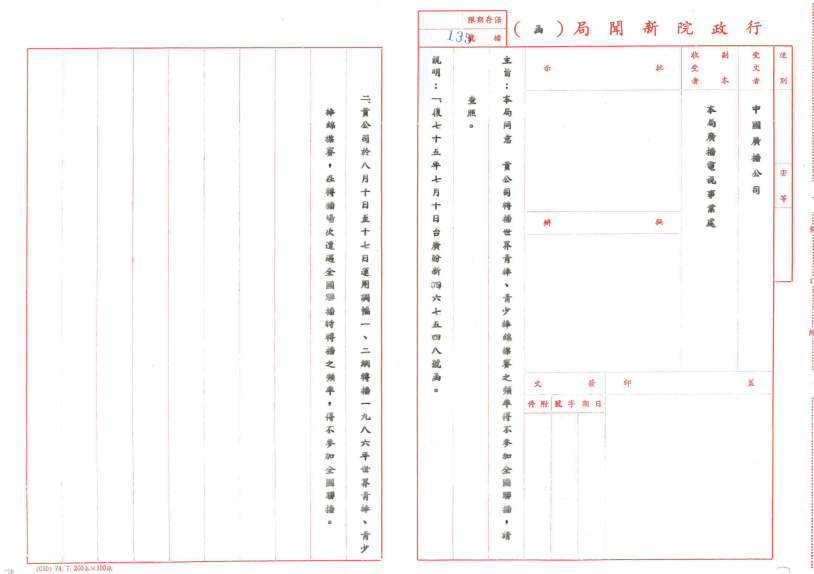 行政院新聞局（函）
保存期限
檔號
135
速別
密等
受文者
中國廣播公司
副本
收受者
本局廣播電視事業處
批示
擬辦
蓋印
發文
日期
字號
附件
主旨：本局同意　貴公司轉播世界青棒、青少棒錦標賽之頻率得不參加全國聯播，請
查照。
說明：一、復七十五年七月十日台廣盼新㈣六七五四八號函。
二、貴公司於八月十日至十七日運用調幅一、二網轉播一九八六年世界青棒、青少
棒錦標賽，在轉播場次遭遇全國聯播時轉播之頻率，得不參加全國聯播。
裝
訂
線
(030) 74. 7. 200本×100張